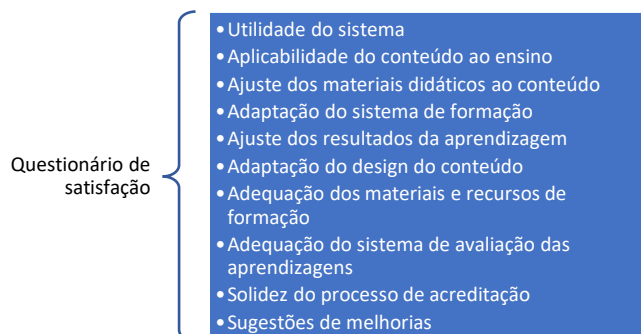 Questionário de
satisfação
•Utilidade do sistema
•Aplicabilidade do conteúdo ao ensino
•Ajuste dos materiais didáticos ao conteúdo
•Adaptação do sistema de formação
•Ajuste dos resultados da aprendizagem
•Adaptação do design do conteúdo
•Adequação dos materiais e recursos de
formação
•Adequação do sistema de avaliação das
aprendizagens
•Solidez do processo de acreditação
•Sugestões de melhorias